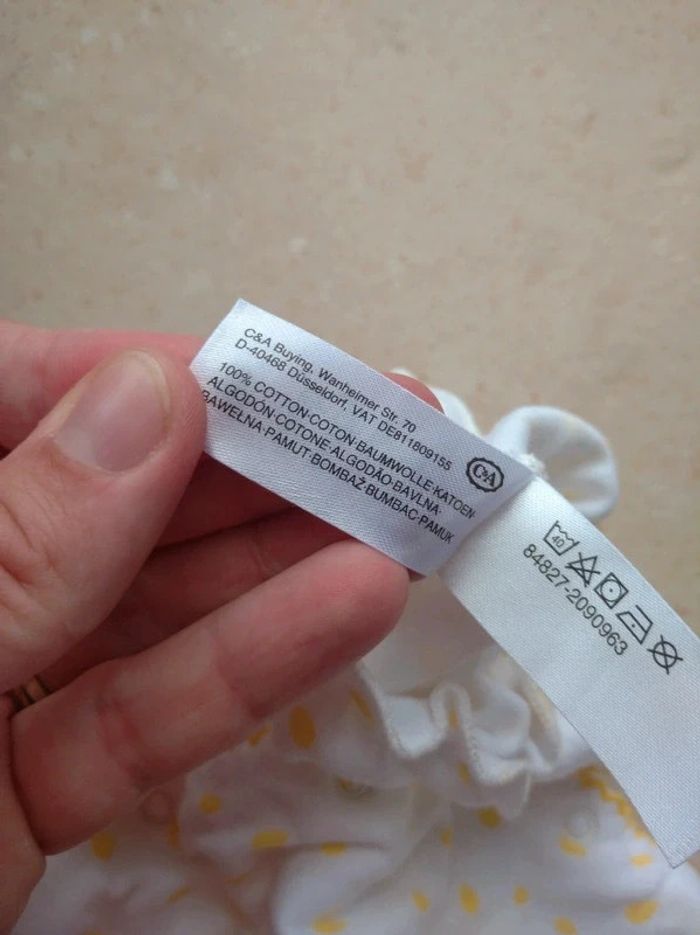 C&A Buying, Wanheimer Str. 70
D-40468 Düsseldorf, VAT DE811809155
100% COTTON·COTON·BAUMWOLLE·KATOEN·
ALGODÓN·COTONE·ALGODÃO·BAVLNA·
BAWEŁNA·PAMUT·BOMBAŽ·BUMBAC·PAMUK
C&A
40
84827-2090963